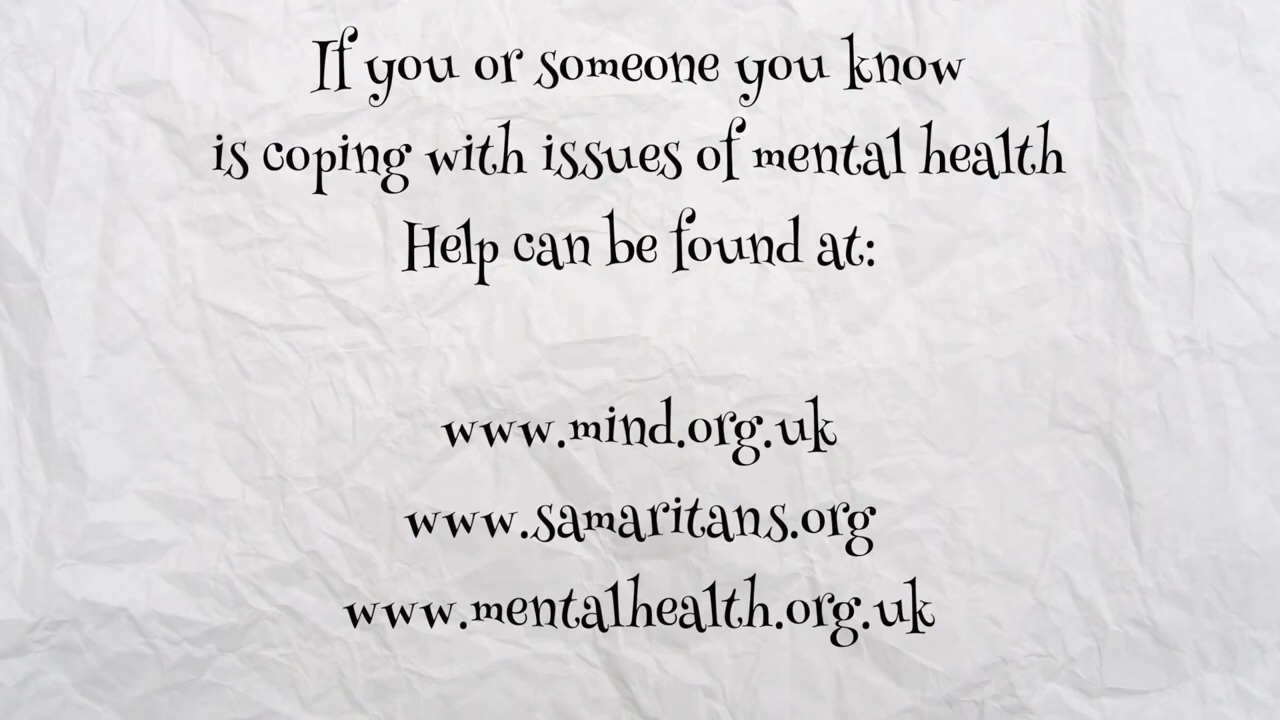 If you or someone you know
is coping with issues of mental health
Help can be found at:
www.mind.org.uk
www.samaritans.org
www.mentalhealth.org.uk